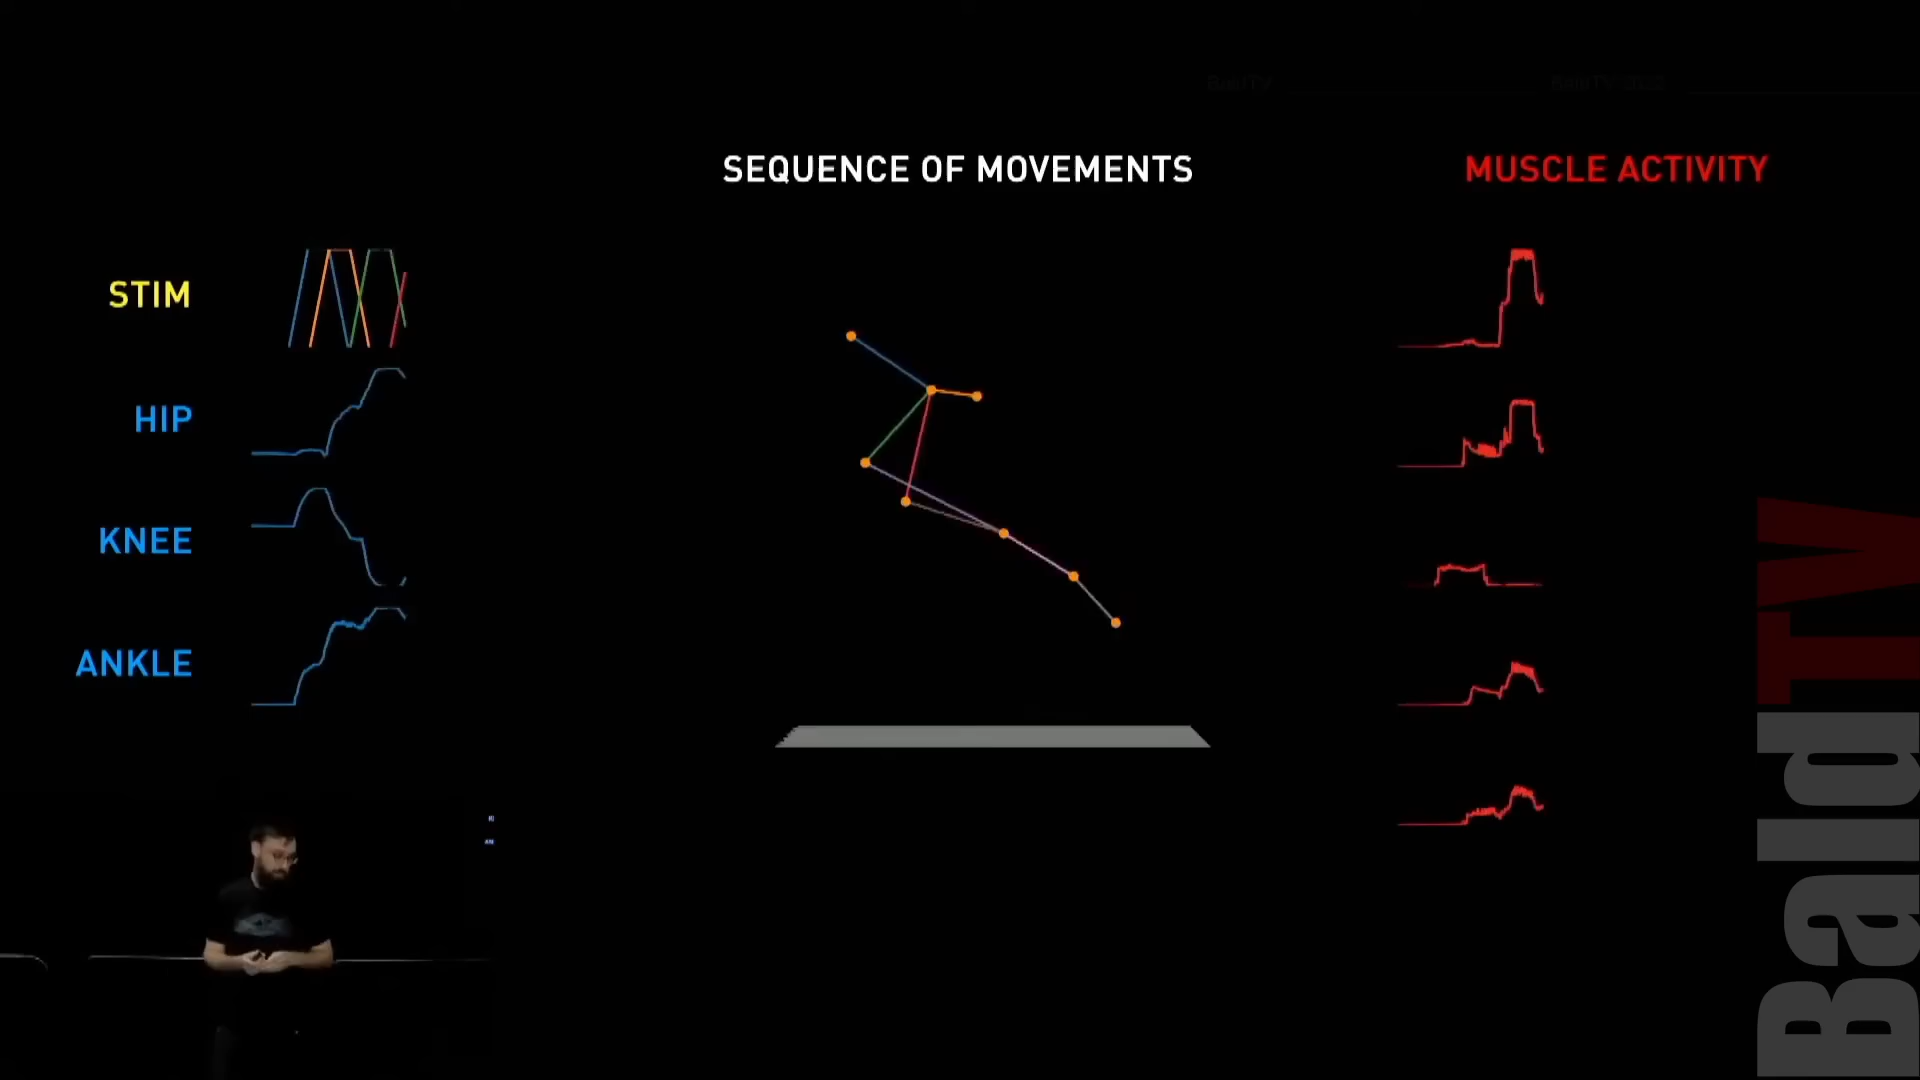 SEQUENCE OF MOVEMENTS
MUSCLE ACTIVITY
STIM
HIP
KNEE
ANKLE
BaldTV